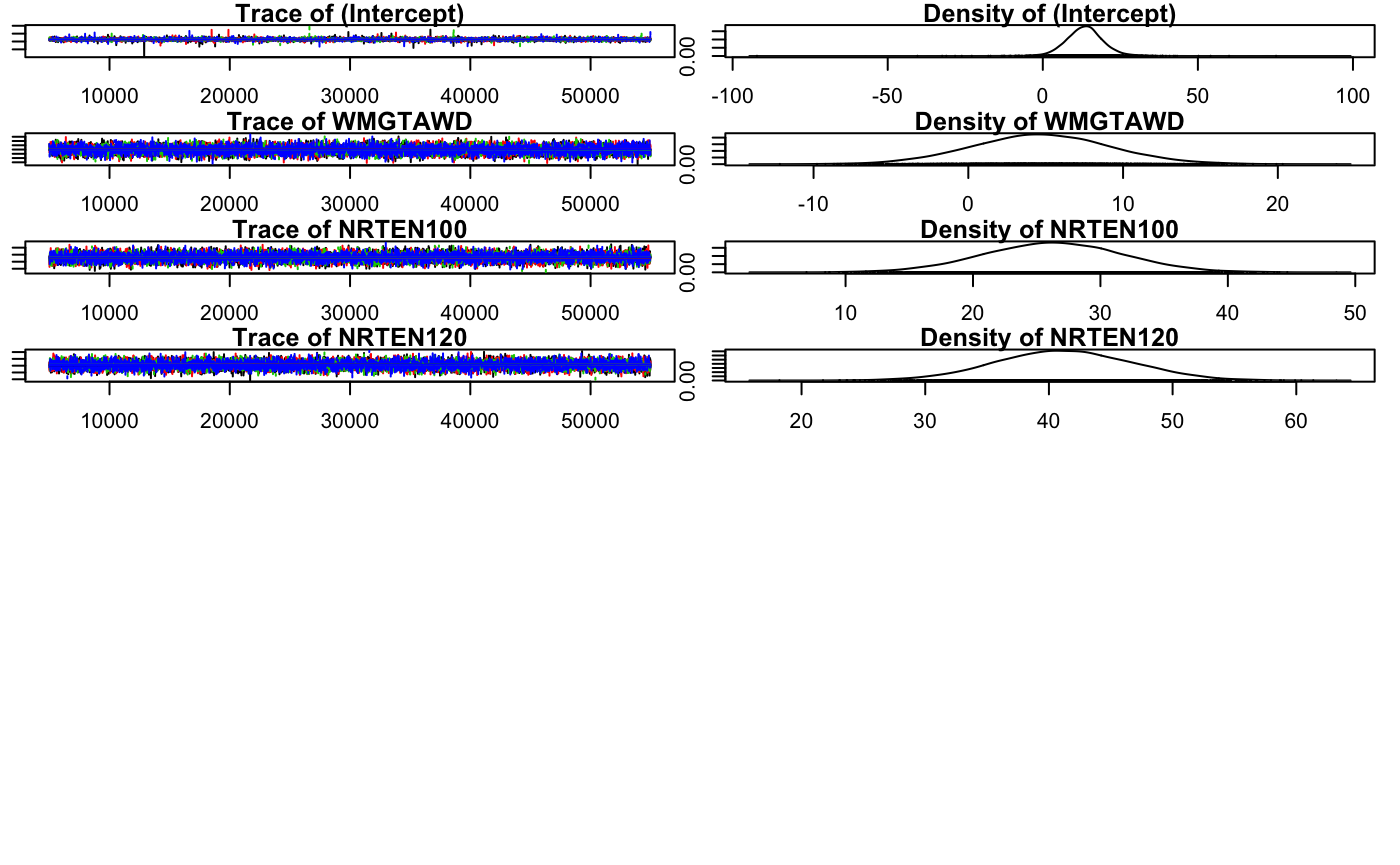 Trace of (Intercept) Density of (Intercept)
0.00
10000 20000 30000 40000 50000 -100 -50 0 50 100
Trace of WMGTAWD Density of WMGTAWD
0.00
10000 20000 30000 40000 50000 -10 0 10 20
Trace of NRTEN100 Density of NRTEN100
0.00
10000 20000 30000 40000 50000 10 20 30 40 50
Trace of NRTEN120 Density of NRTEN120
0.00
10000 20000 30000 40000 50000 20 30 40 50 60